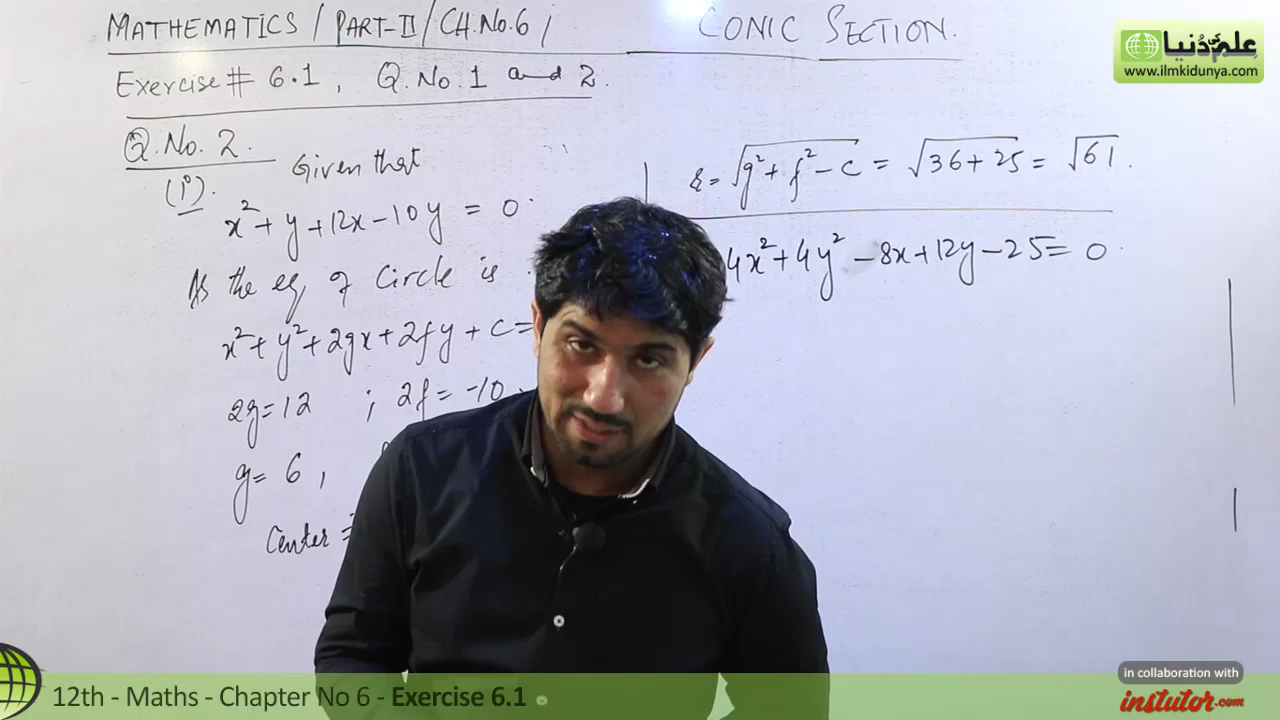 MATHEMATICS / PART-II / CH.NO.6 / CONIC SECTION.
Exercise # 6.1 , Q.No.1 and 2.
علم کی دنیا
www.ilmkidunya.com
Q.No.2.
(i). Given that
x² + y + 12x - 10y = 0.
As the eq. of Circle is
x² + y² + 2gx + 2fy + c =
2g = 12 ; 2f = -10
g = 6 ,
Center =
r = √g² + f² - c = √36 + 25 = √61.
4x² + 4y² - 8x + 12y - 25 = 0.
12th - Maths - Chapter No 6 - Exercise 6.1
in collaboration with
instutor.com